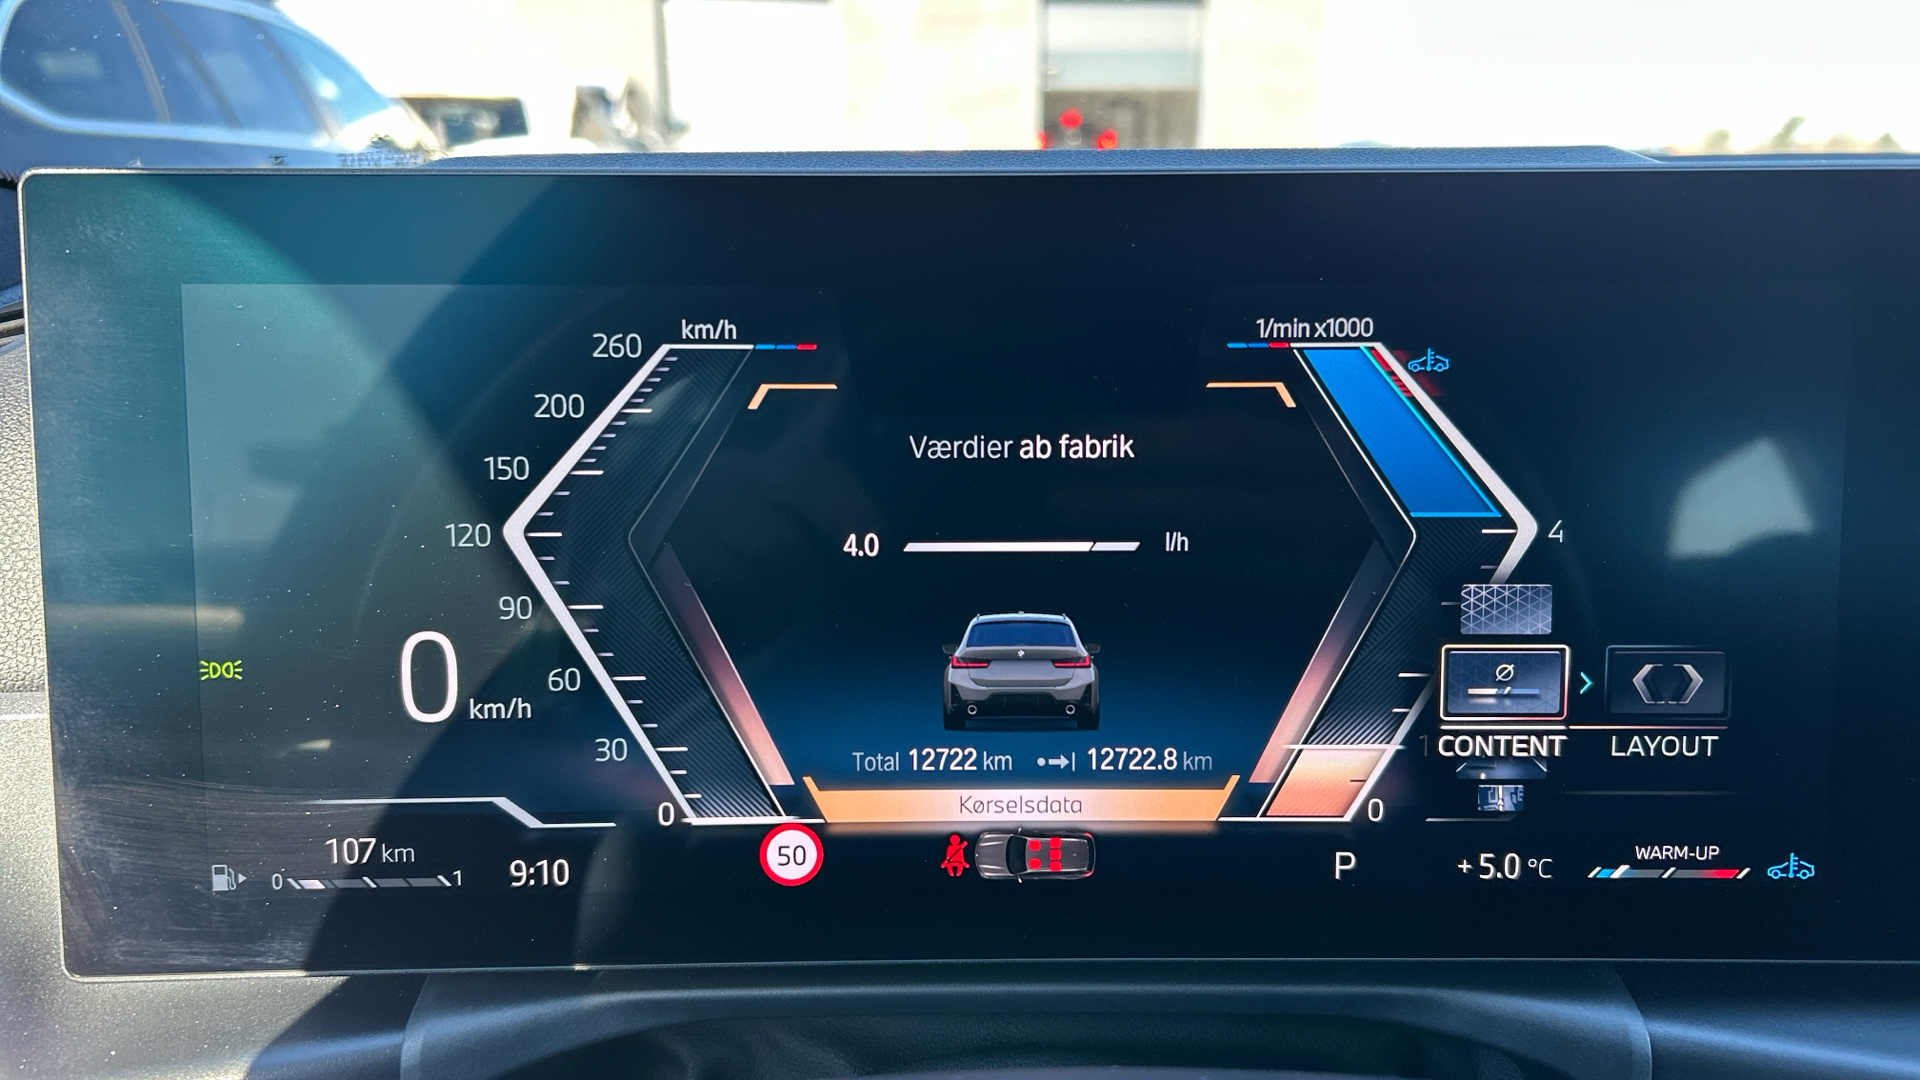 km/h
1/min x1000
260
200
150
120
90
60
30
0
Værdier ab fabrik
4.0 l/h
4
1
0
0 km/h
Total 12722 km 12722.8 km
Kørselsdata
CONTENT
LAYOUT
107 km
0 1
9:10
50
P
+5.0 °C
WARM-UP